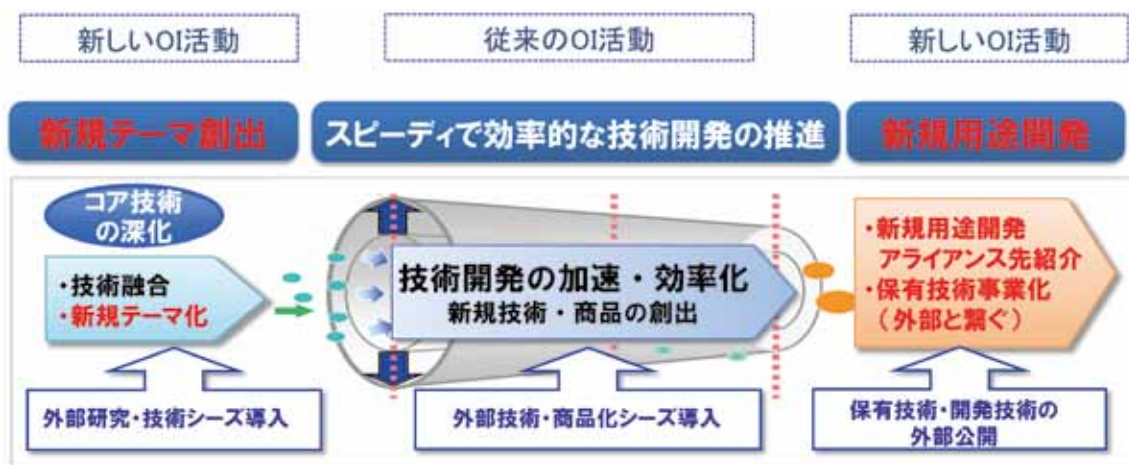 新しいOI活動
従来のOI活動
新しいOI活動
新規テーマ創出
スピーディで効率的な技術開発の推進
新規用途開発
コア技術
の深化
・技術融合
・新規テーマ化
技術開発の加速・効率化
新規技術・商品の創出
・新規用途開発
アライアンス先紹介
・保有技術事業化
(外部と繋ぐ)
外部研究・技術シーズ導入
外部技術・商品化シーズ導入
保有技術・開発技術の
外部公開